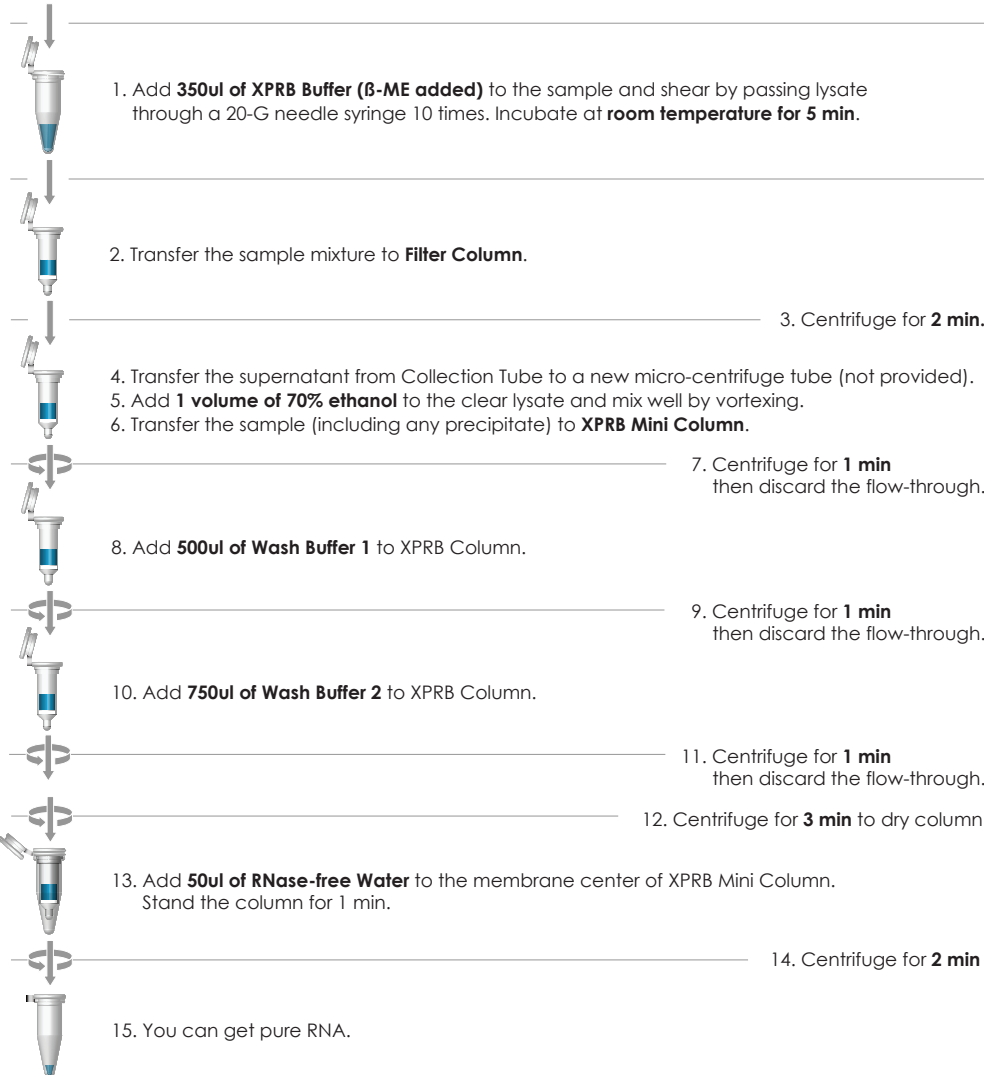 1. Add 350ul of XPRB Buffer (ß-ME added) to the sample and shear by passing lysate
through a 20-G needle syringe 10 times. Incubate at room temperature for 5 min.
2. Transfer the sample mixture to Filter Column.
3. Centrifuge for 2 min.
4. Transfer the supernatant from Collection Tube to a new micro-centrifuge tube (not provided).
5. Add 1 volume of 70% ethanol to the clear lysate and mix well by vortexing.
6. Transfer the sample (including any precipitate) to XPRB Mini Column.
7. Centrifuge for 1 min
then discard the flow-through.
8. Add 500ul of Wash Buffer 1 to XPRB Column.
9. Centrifuge for 1 min
then discard the flow-through.
10. Add 750ul of Wash Buffer 2 to XPRB Column.
11. Centrifuge for 1 min
then discard the flow-through.
12. Centrifuge for 3 min to dry column
13. Add 50ul of RNase-free Water to the membrane center of XPRB Mini Column.
Stand the column for 1 min.
14. Centrifuge for 2 min
15. You can get pure RNA.